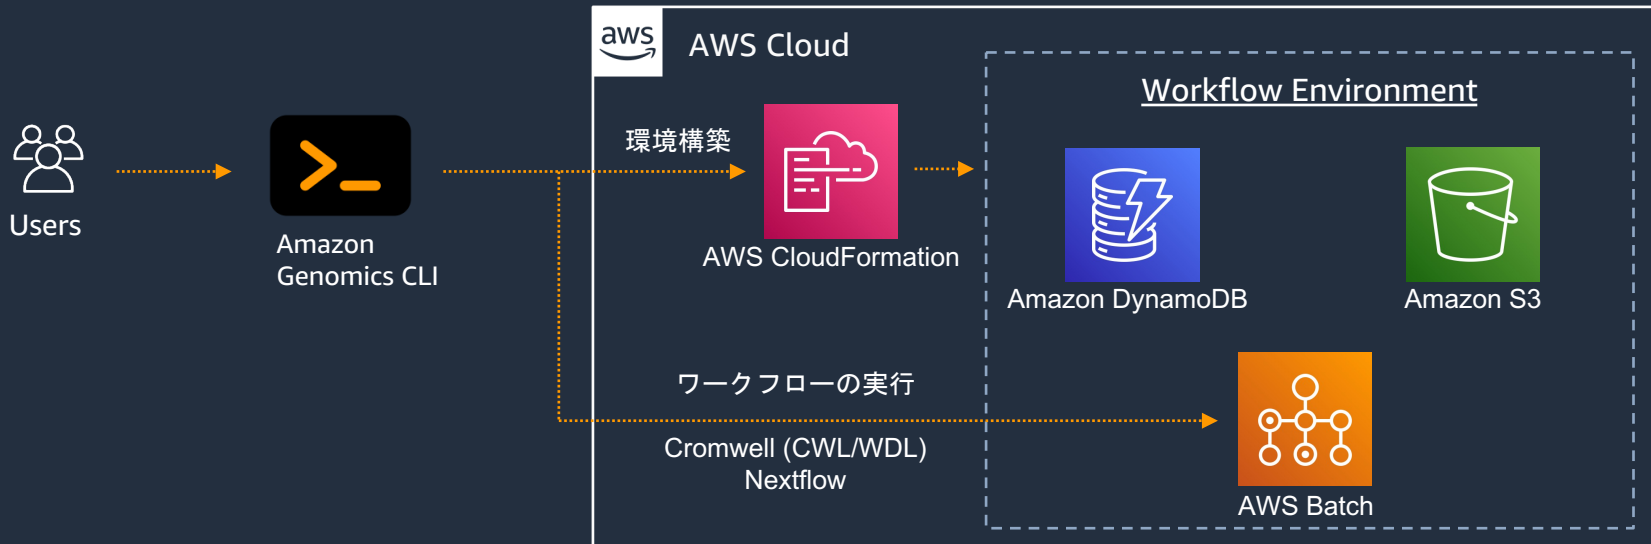 aws
AWS Cloud
Workflow Environment
環境構築
Users
Amazon
Genomics CLI
AWS CloudFormation
Amazon DynamoDB
Amazon S3
ワークフローの実行
Cromwell (CWL/WDL)
Nextflow
AWS Batch